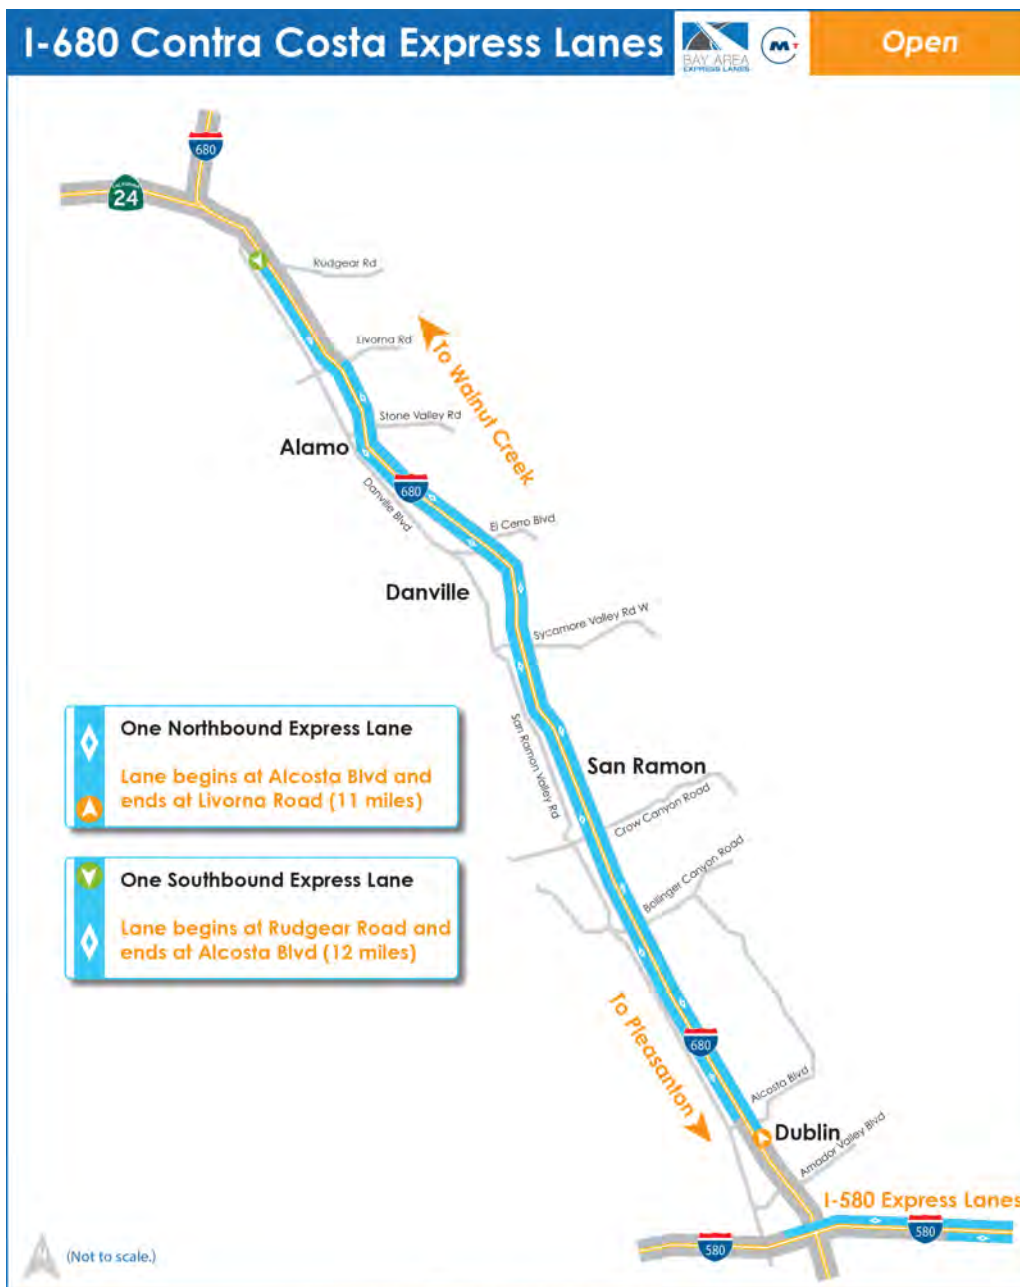 I-680 Contra Costa Express Lanes
BAY AREA
EXPRESS LANES
MT
Open
680
CALIFORNIA
24
Rudgear Rd
Livorna Rd
To Walnut Creek
Stone Valley Rd
Alamo
680
Danville Blvd
El Cerro Blvd
Danville
Sycamore Valley Rd W
One Northbound Express Lane
Lane begins at Alcosta Blvd and
ends at Livorna Road (11 miles)
San Ramon Valley Rd
San Ramon
Crow Canyon Road
Bollinger Canyon Road
One Southbound Express Lane
Lane begins at Rudgear Road and
ends at Alcosta Blvd (12 miles)
To Pleasanton
680
Alcosta Blvd
Dublin
Amador Valley Blvd
I-580 Express Lanes
580
580
N
(Not to scale.)